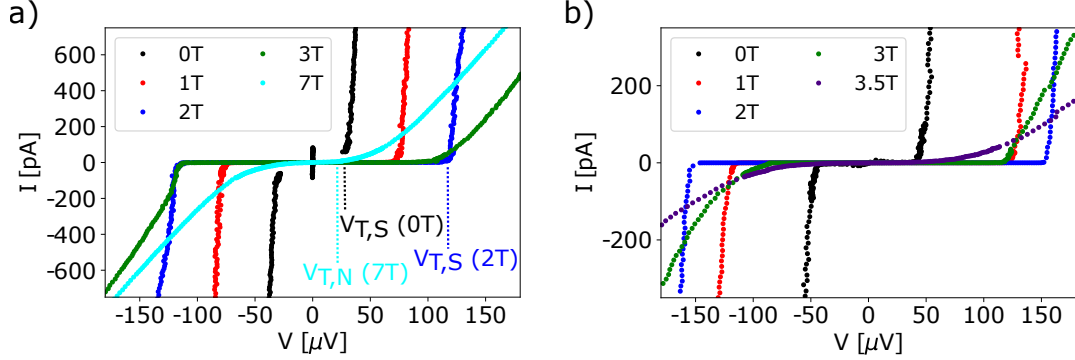 a)
I [pA]
600
400
200
0
-200
-400
-600
0T
1T
2T
3T
7T
V_T,S (0T)
V_T,N (7T)
V_T,S (2T)
-150 -100 -50 0 50 100 150
V [μV]
b)
I [pA]
200
0
-200
0T
1T
2T
3T
3.5T
-150 -100 -50 0 50 100 150
V [μV]